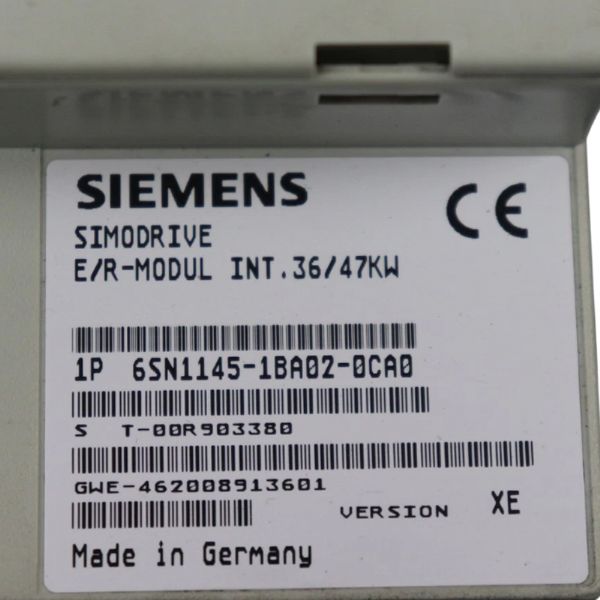 SIEMENS
CE
SIMODRIVE
E/R-MODUL INT.36/47KW
1P 6SN1145-1BA02-0CA0
S T-00R903380
GWE-462008913601
VERSION XE
Made in Germany